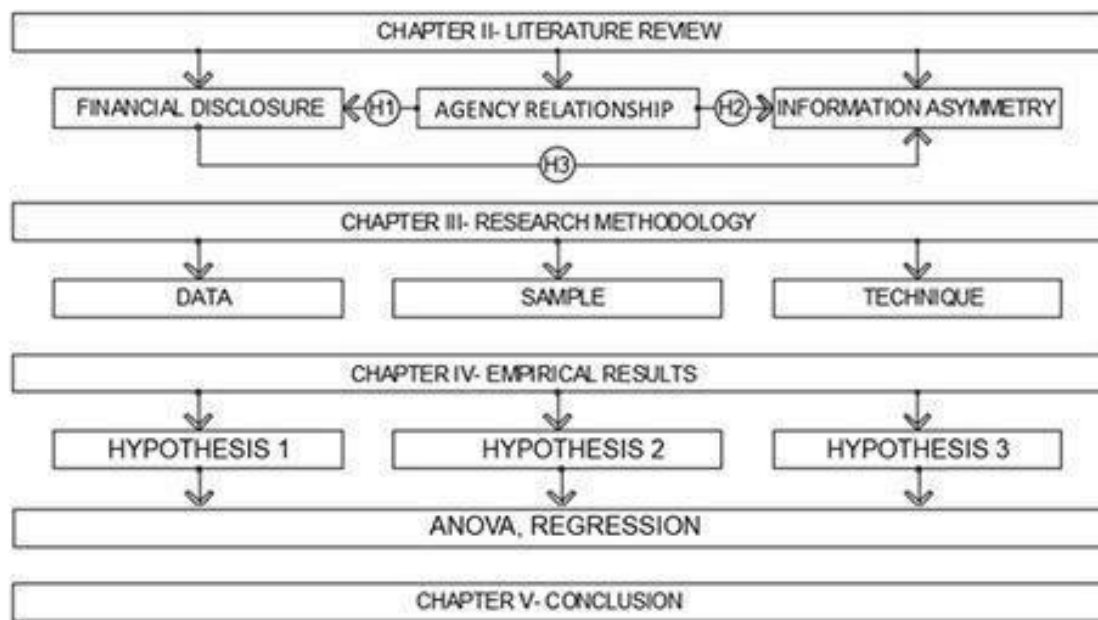 CHAPTER II- LITERATURE REVIEW
FINANCIAL DISCLOSURE H1 AGENCY RELATIONSHIP H2 INFORMATION ASYMMETRY
H3
CHAPTER III- RESEARCH METHODOLOGY
DATA SAMPLE TECHNIQUE
CHAPTER IV- EMPIRICAL RESULTS
HYPOTHESIS 1 HYPOTHESIS 2 HYPOTHESIS 3
ANOVA, REGRESSION
CHAPTER V- CONCLUSION